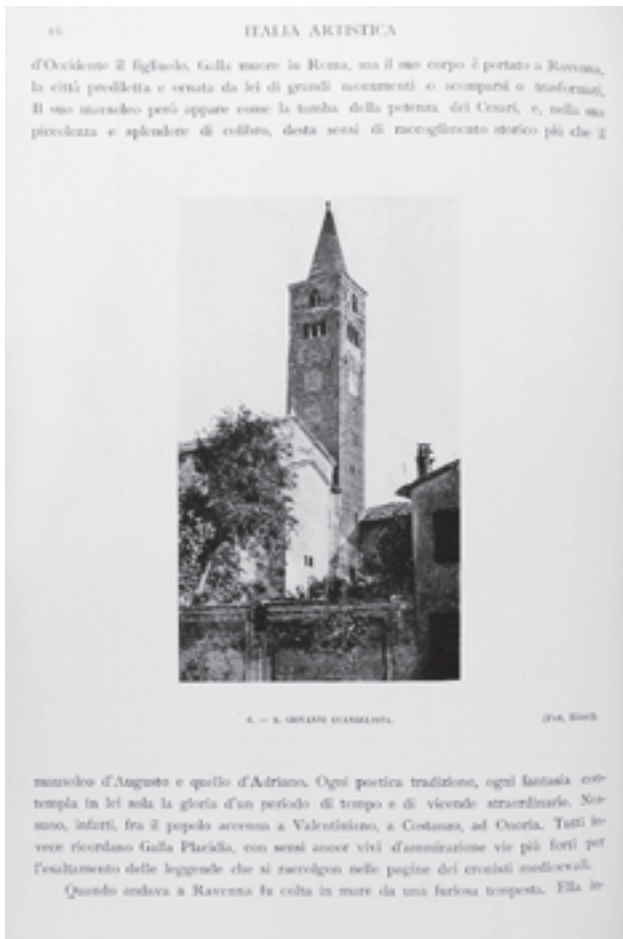 ITALIA ARTISTICA
d'Occidente il figliuolo. Galla muore in Roma, ma il suo corpo è portato a Ravenna,
la città prediletta e ornata da lei di grandi monumenti o scomparsi o trasformati.
Il suo mausoleo però appare come la tomba della potenza dei Cesari, e, nella sua
piccolezza e splendore di colibrì, desta sensi di raccoglimento storico più che il
6. — S. GIOVANNI EVANGELISTA.
(Fot. Ricci).
mausoleo d'Augusto e quello d'Adriano. Ogni poetica tradizione, ogni fantasia con-
templa in lei sola la gloria d'un periodo di tempo e di vicende straordinarie. Nes-
suno, infatti, fra il popolo accenna a Valentiniano, a Costanzo, ad Onoria. Tutti in-
vece ricordano Galla Placidia, con sensi ancor vivi d'ammirazione vie più forti per
l'esaltamento delle leggende che si raccolgon nelle pagine dei cronisti medioevali.
Quando andava a Ravenna fu colta in mare da una furiosa tempesta. Ella in-